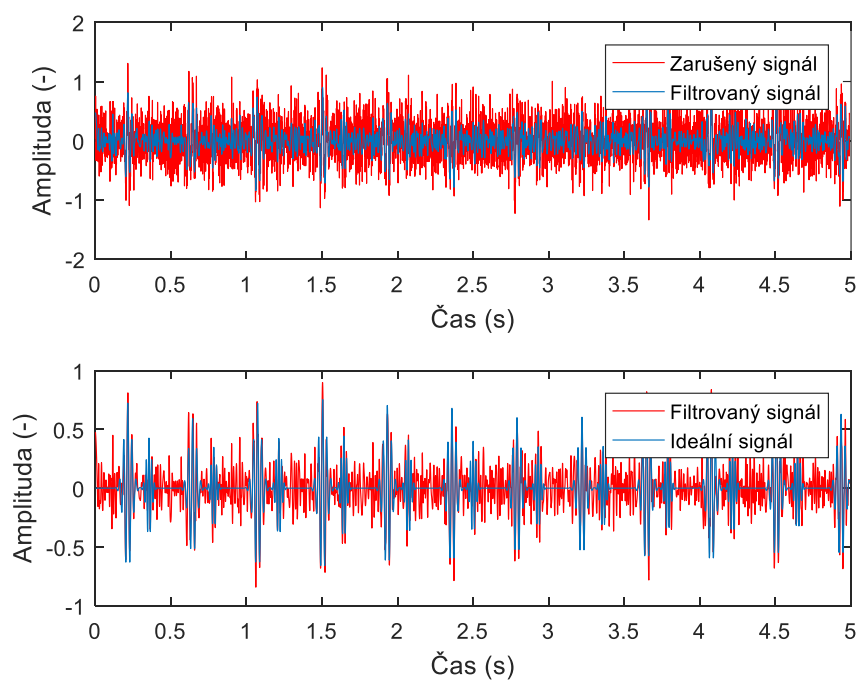 2
1
0
-1
-2
Amplituda (-)
Zarušený signál
Filtrovaný signál
0 0.5 1 1.5 2 2.5 3 3.5 4 4.5 5
Čas (s)
1
0.5
0
-0.5
-1
Amplituda (-)
Filtrovaný signál
Ideální signál
0 0.5 1 1.5 2 2.5 3 3.5 4 4.5 5
Čas (s)